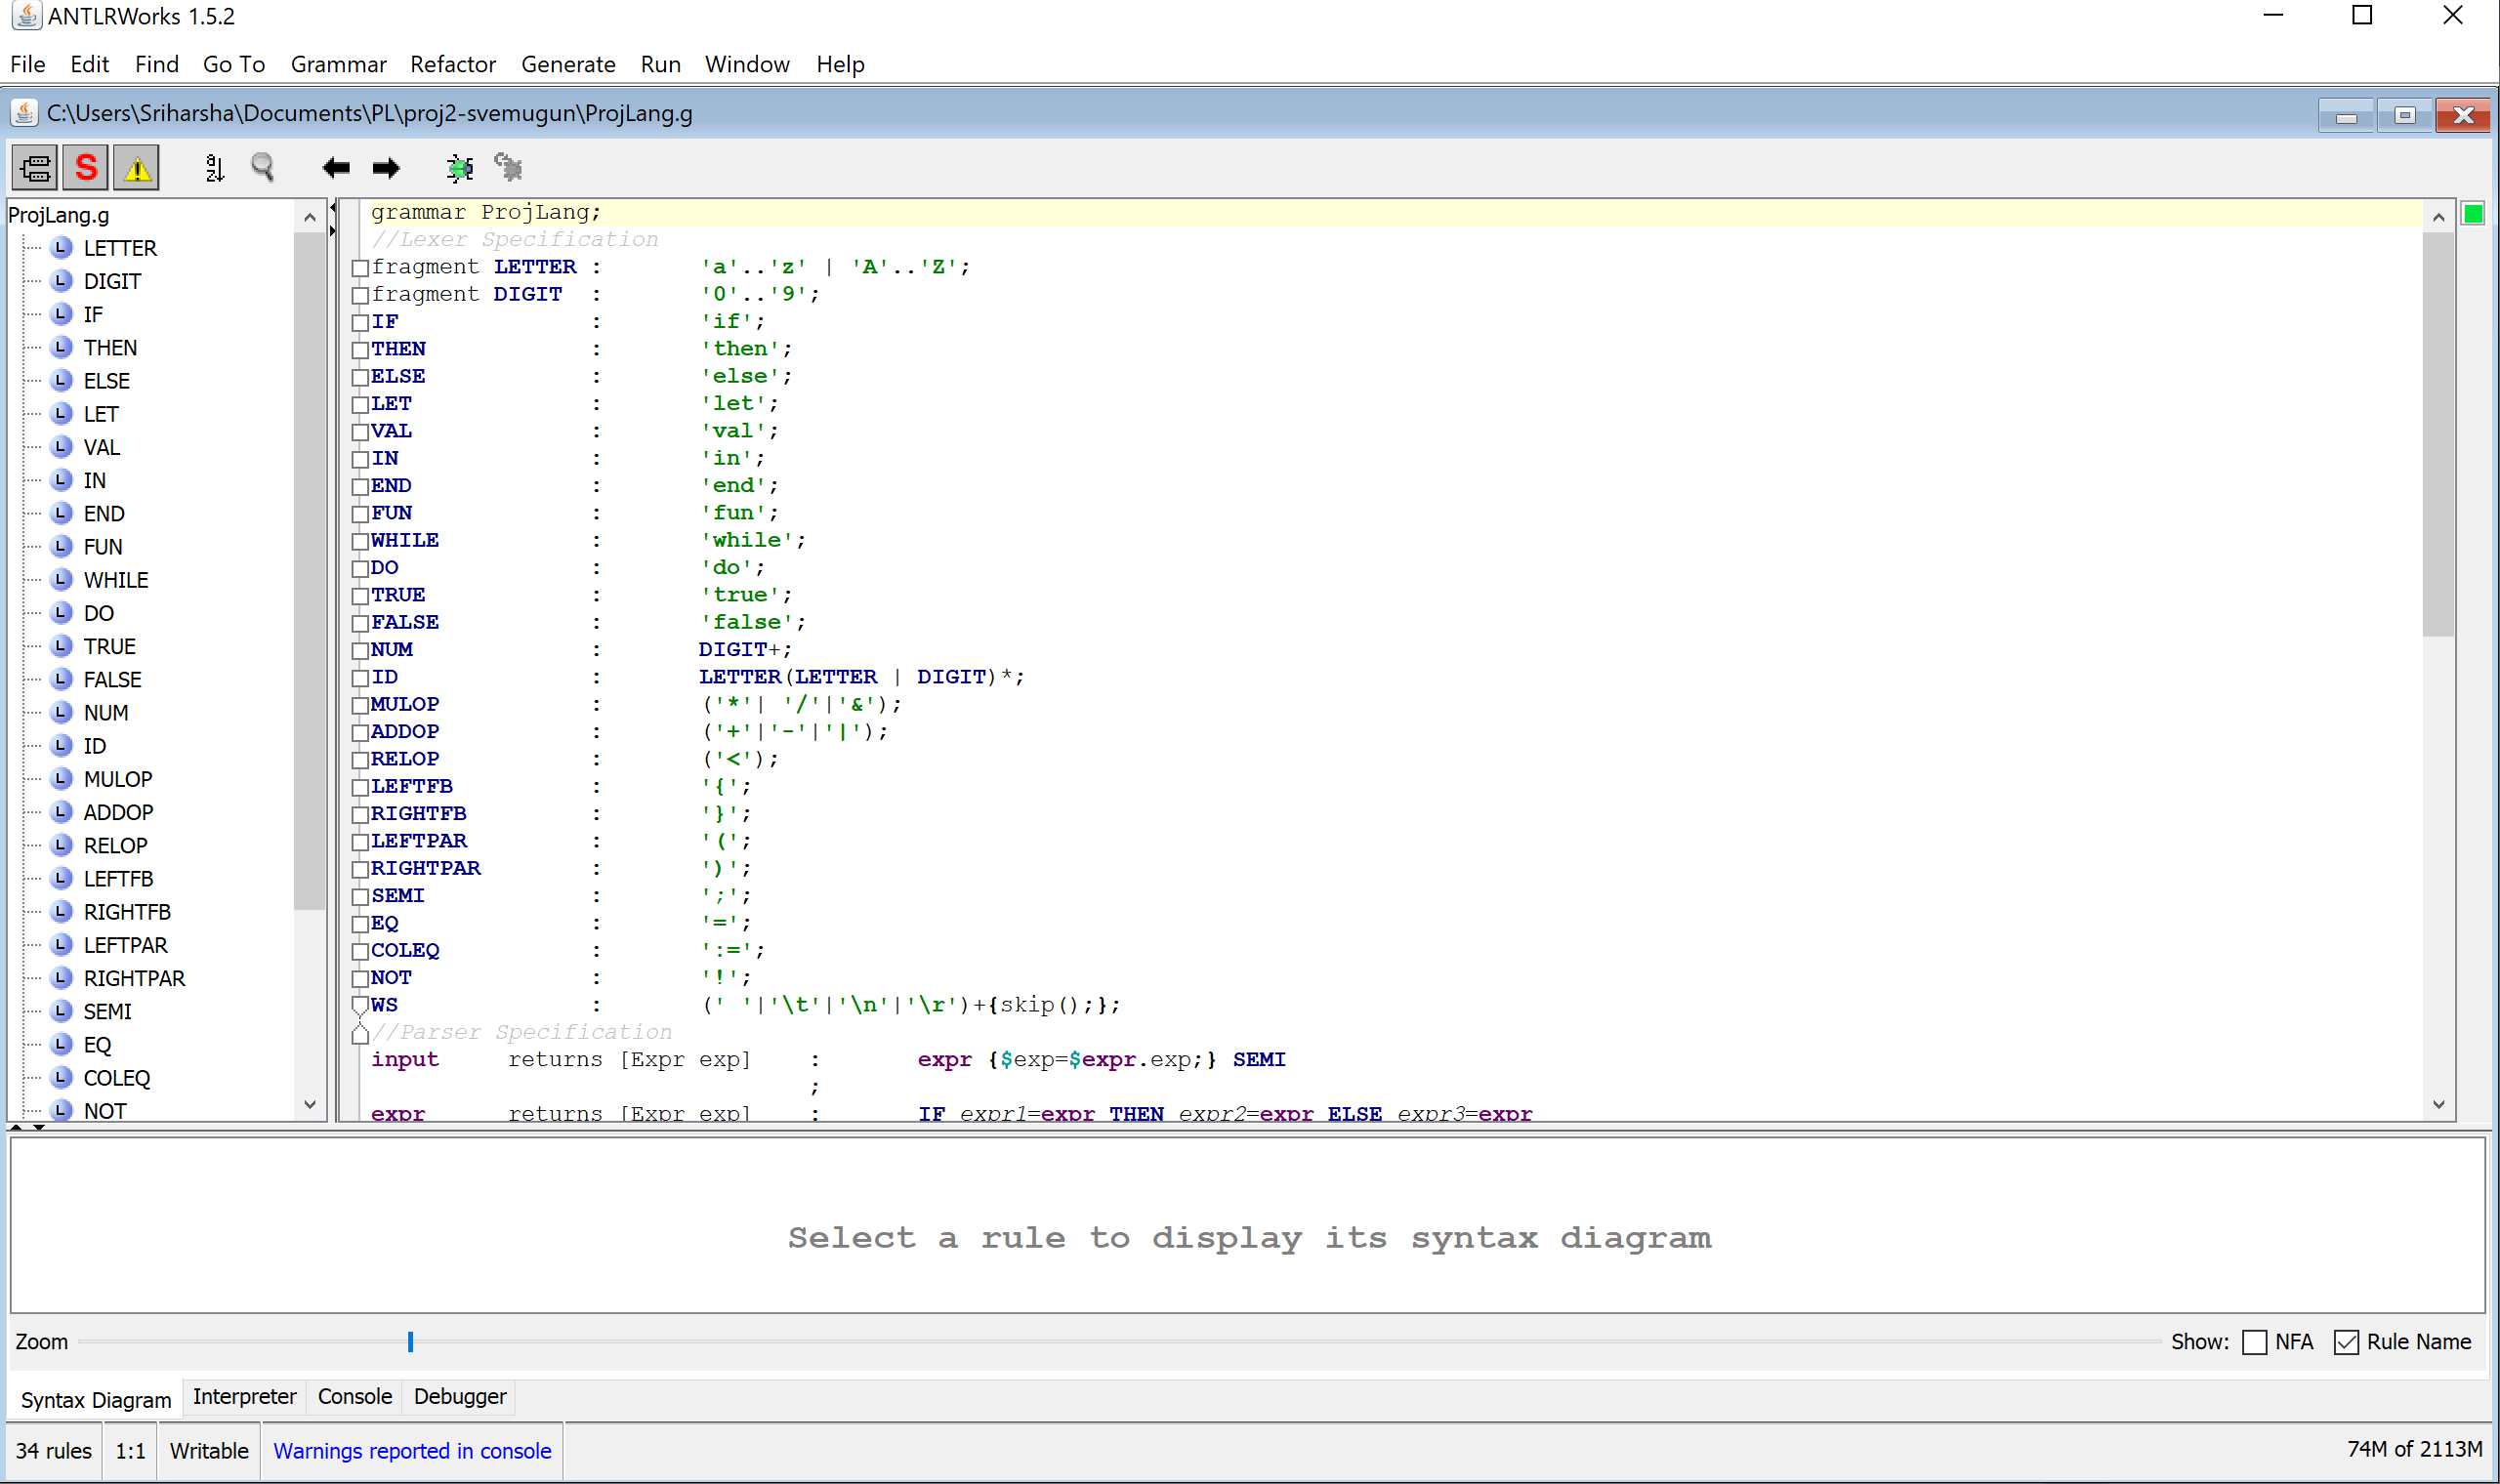 ANTLRWorks 1.5.2
File Edit Find Go To Grammar Refactor Generate Run Window Help
C:\Users\Sriharsha\Documents\PL\proj2-svemugun\ProjLang.g
ProjLang.g
LETTER
DIGIT
IF
THEN
ELSE
LET
VAL
IN
END
FUN
WHILE
DO
TRUE
FALSE
NUM
ID
MULOP
ADDOP
RELOP
LEFTFB
RIGHTFB
LEFTPAR
RIGHTPAR
SEMI
EQ
COLEQ
NOT
grammar ProjLang;
//Lexer Specification
fragment LETTER : 'a'..'z' | 'A'..'Z';
fragment DIGIT : '0'..'9';
IF : 'if';
THEN : 'then';
ELSE : 'else';
LET : 'let';
VAL : 'val';
IN : 'in';
END : 'end';
FUN : 'fun';
WHILE : 'while';
DO : 'do';
TRUE : 'true';
FALSE : 'false';
NUM : DIGIT+;
ID : LETTER(LETTER | DIGIT)*;
MULOP : ('*'| '/'|'&');
ADDOP : ('+'|'-'|'|');
RELOP : ('<');
LEFTFB : '{';
RIGHTFB : '}';
LEFTPAR : '(';
RIGHTPAR : ')';
SEMI : ';';
EQ : '=';
COLEQ : ':=';
NOT : '!';
WS : (' '|'\t'|'\n'|'\r')+{skip();};
//Parser Specification
input returns [Expr exp] : expr {$exp=$expr.exp;} SEMI
;
expr returns [Expr exp] : IF expr1=expr THEN expr2=expr ELSE expr3=expr
Select a rule to display its syntax diagram
Zoom Show: NFA Rule Name
Syntax Diagram Interpreter Console Debugger
34 rules 1:1 Writable Warnings reported in console 74M of 2113M